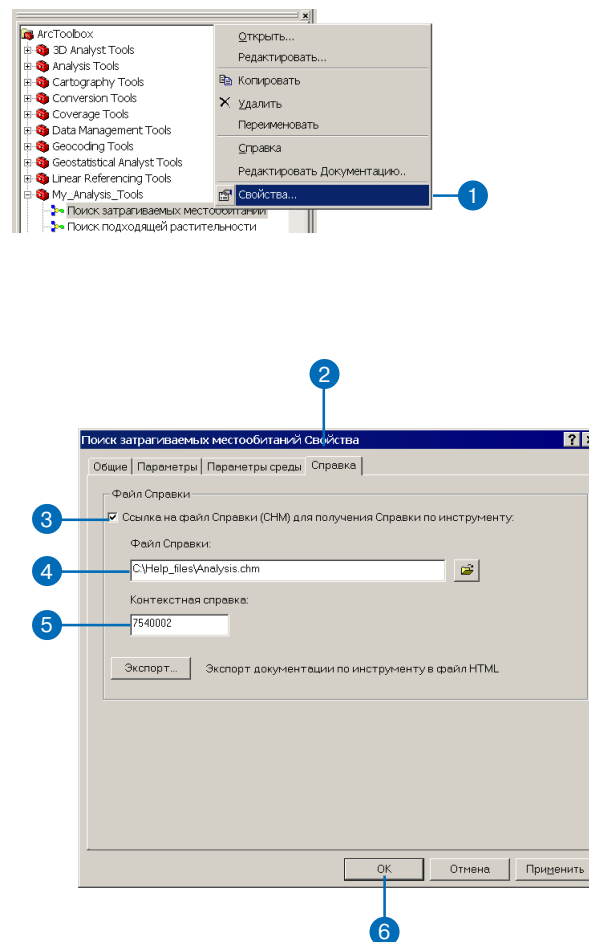 ArcToolbox
3D Analyst Tools
Analysis Tools
Cartography Tools
Conversion Tools
Coverage Tools
Data Management Tools
Geocoding Tools
Geostatistical Analyst Tools
Linear Referencing Tools
My_Analysis_Tools
Поиск затрагиваемых местообитаний
Поиск подходящей растительности
Открыть...
Редактировать...
Копировать
Удалить
Переименовать
Справка
Редактировать Документацию..
Свойства...
1
2
Поиск затрагиваемых местообитаний Свойства
Общие Параметры Параметры среды Справка
Файл Справки
3 Ссылка на файл Справки (CHM) для получения Справки по инструменту:
Файл Справки:
4 C:\Help_files\Analysis.chm
Контекстная справка:
5 7540002
Экспорт... Экспорт документации по инструменту в файл HTML
OK Отмена Применить
6